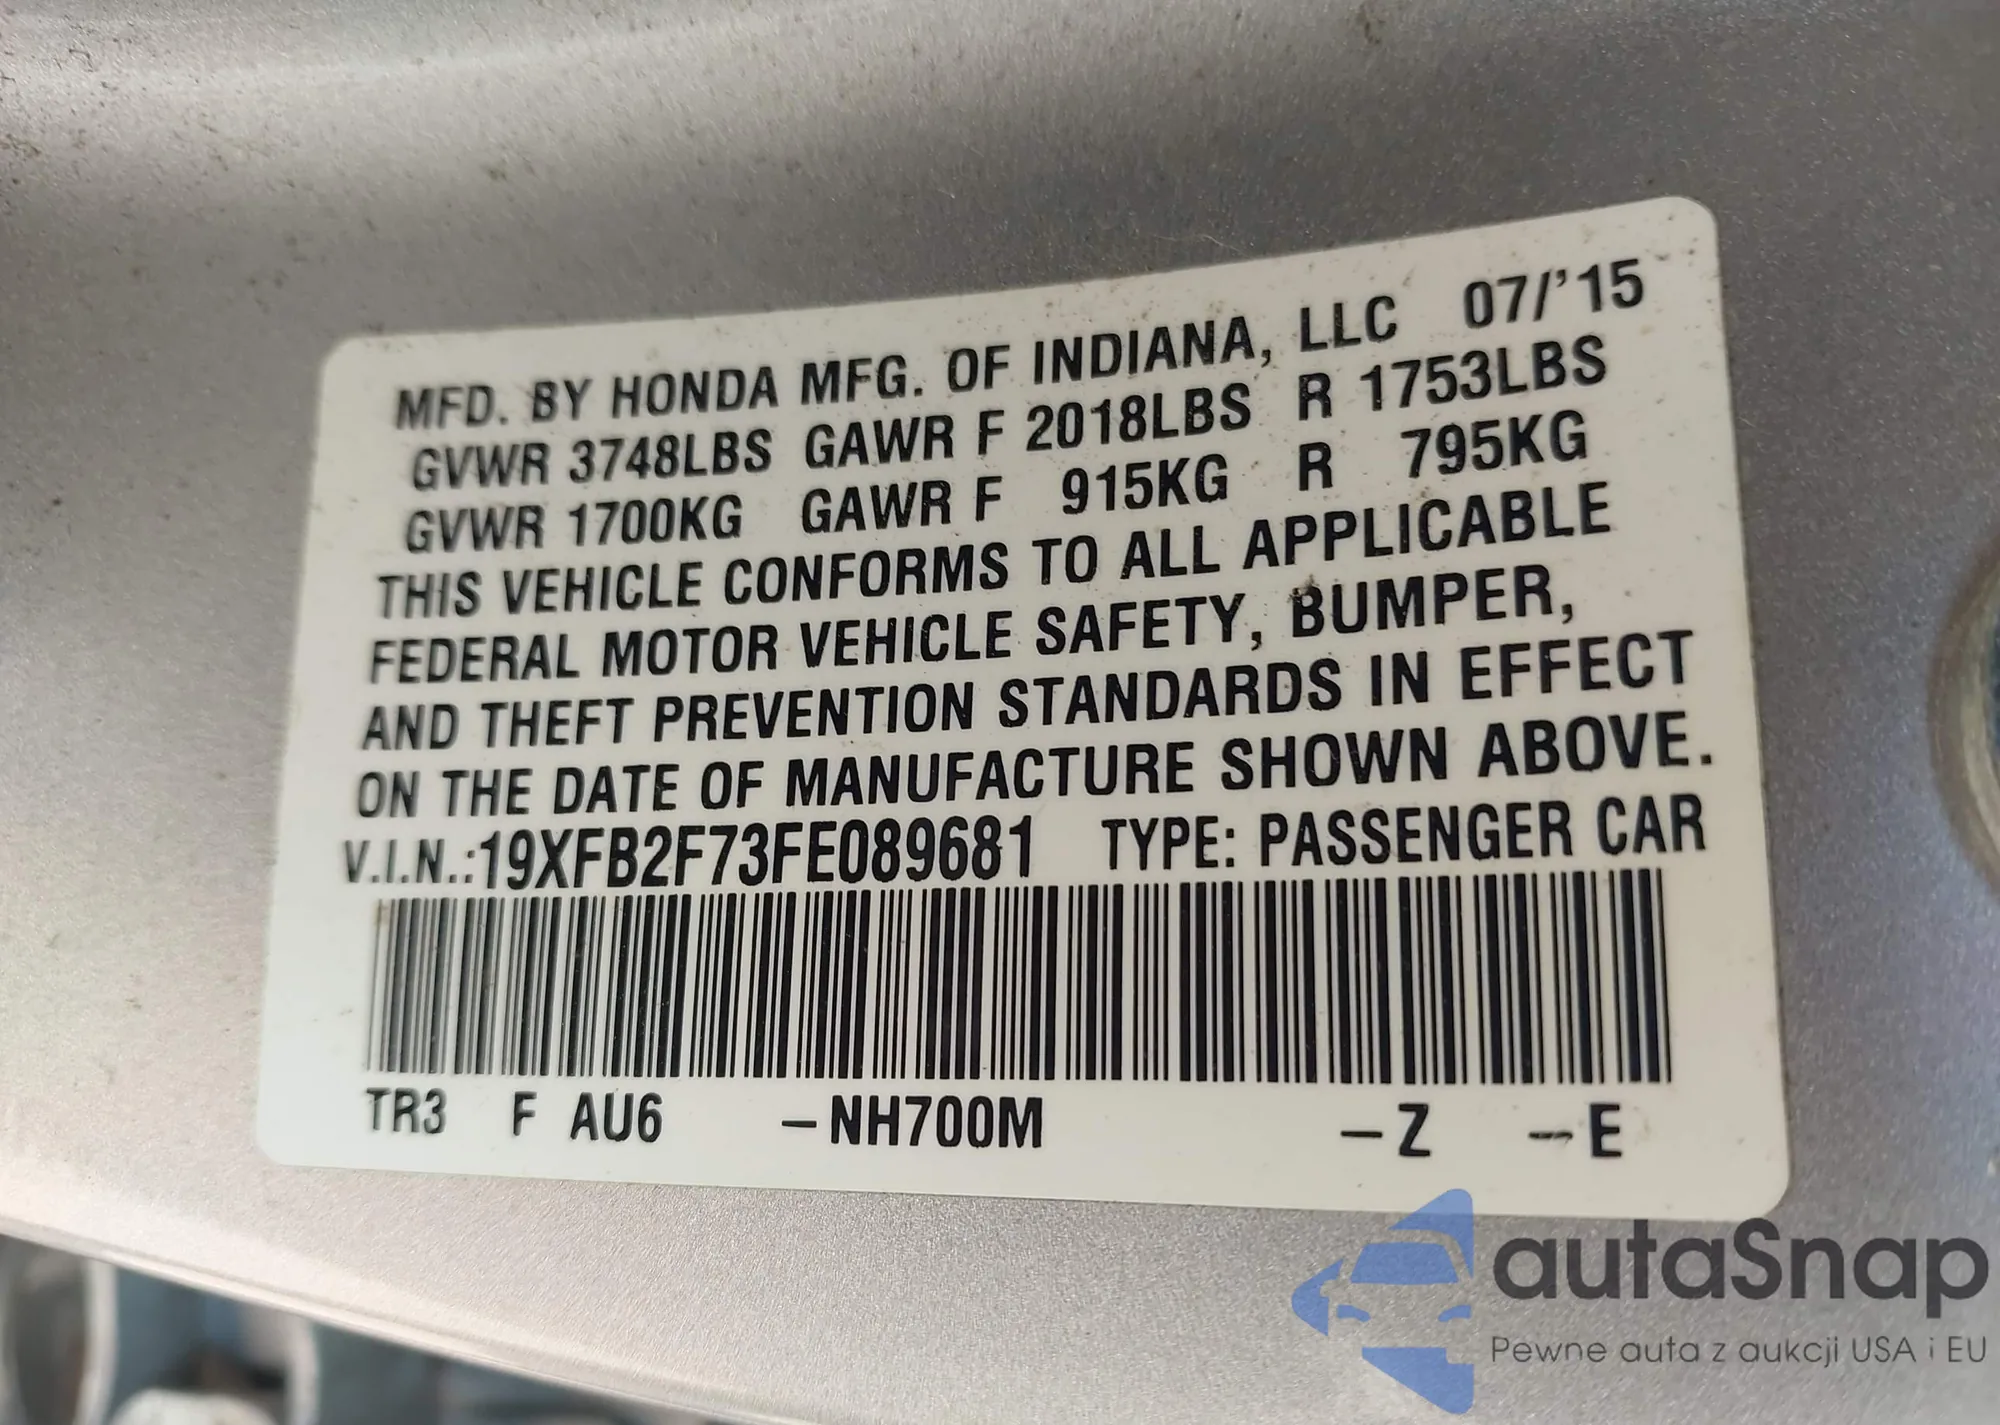 MFD. BY HONDA MFG. OF INDIANA, LLC 07/'15
GVWR 3748LBS GAWR F 2018LBS R 1753LBS
GVWR 1700KG GAWR F 915KG R 795KG
THIS VEHICLE CONFORMS TO ALL APPLICABLE
FEDERAL MOTOR VEHICLE SAFETY, BUMPER,
AND THEFT PREVENTION STANDARDS IN EFFECT
ON THE DATE OF MANUFACTURE SHOWN ABOVE.
V.I.N.:19XFB2F73FE089681 TYPE: PASSENGER CAR
TR3 F AU6 –NH700M –Z –E
autaSnap
Pewne auta z aukcji USA i EU